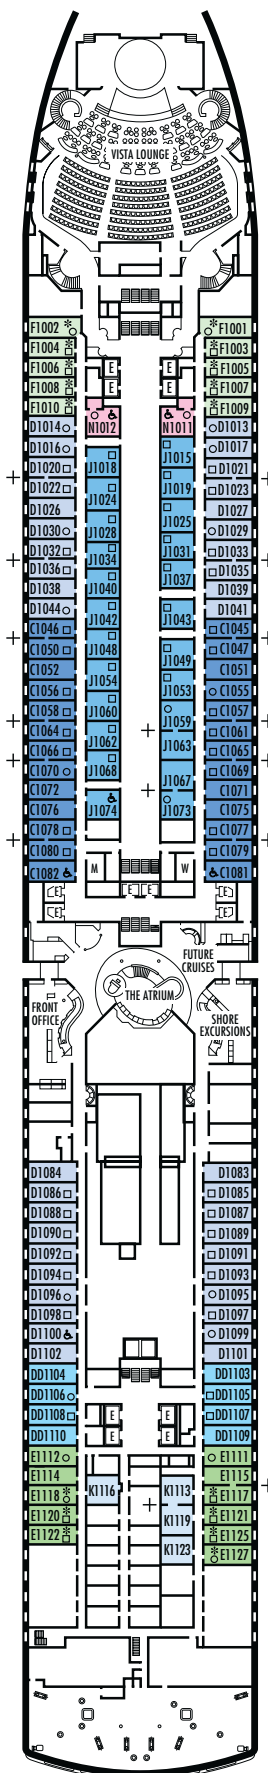 VISTA LOUNGE
F1002 F1001
F1004 F1003
E E
F1006 F1005
F1008 E E F1007
F1010 F1009
N1012 N1011
D1014 D1013
D1016 D1017
J1018 J1015
D1020 D1021
D1022 J1024 J1019 D1023
D1026 J1025 D1027
D1030 J1028 D1029
D1032 J1034 J1031 D1033
D1036 J1037 D1035
D1038 J1040 D1039
D1044 J1042 J1043 D1041
C1046 C1045
C1050 J1048 J1049 C1047
C1052 C1051
C1056 J1054 J1053 C1055
C1058 J1060 J1059 C1057
C1064 J1062 J1063 C1061
C1066 C1065
C1070 J1068 J1067 C1069
C1072 C1071
C1076 J1074 J1073 C1075
C1078 C1077
C1080 C1079
C1082 M W C1081
E E E E
E E
FUTURE
CRUISES
THE ATRIUM
FRONT
OFFICE
SHORE
EXCURSIONS
D1084 D1083
D1086 D1085
D1088 D1087
D1090 D1089
D1092 D1091
D1094 D1093
D1096 D1095
D1098 D1097
D1100 D1099
D1102 D1101
DD1104 DD1103
DD1106 DD1105
DD1108 E E DD1107
DD1110 E E DD1109
E1112 E1111
E1114 E1115
E1118 K1116 K1113 E1117
E1120 K1119 E1121
E1122 E1125
K1123 E1127